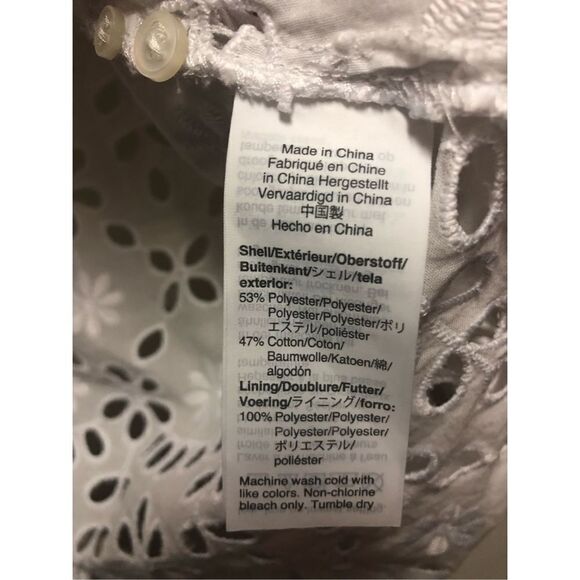 Made in China
Fabriqué en Chine
in China Hergestellt
Vervaardigd in China
中国製
Hecho en China
Shell/Extérieur/Oberstoff/
Buitenkant/シェル/tela
exterior:
53% Polyester/Polyester/
Polyester/Polyester/ポリ
エステル/poliéster
47% Cotton/Coton/
Baumwolle/Katoen/綿/
algodón
Lining/Doublure/Futter/
Voering/ライニング/forro:
100% Polyester/Polyester/
Polyester/Polyester/
ポリエステル/
poliéster
Machine wash cold with
like colors. Non-chlorine
bleach only. Tumble dry